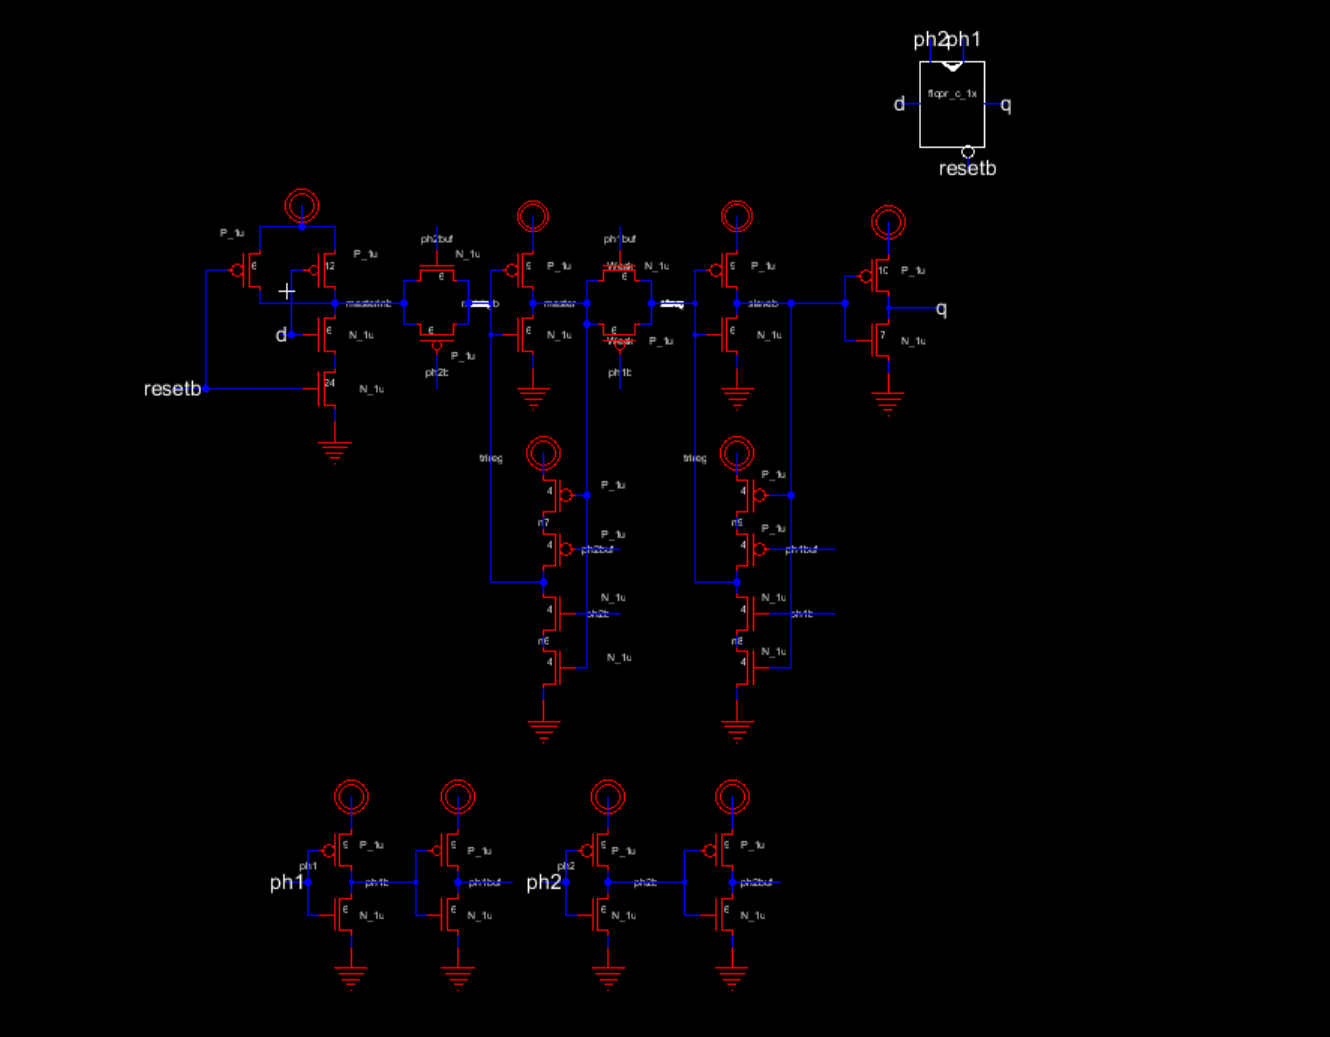 ph2 ph1
flopr_c_1x
d
q
resetb
P_1u
6
12
P_1u
masterinb
d
6
N_1u
resetb
24
N_1u
ph2buf
N_1u
6
6
P_1u
ph2b
9
P_1u
master
6
N_1u
ph1buf
Weak
N_1u
6
6
Weak
P_1u
ph1b
9
P_1u
slaveb
6
N_1u
10
P_1u
q
7
N_1u
trireg
4
P_1u
n7
P_1u
4
ph2buf
N_1u
4
ph2b
n6
4
N_1u
trireg
P_1u
4
n9
P_1u
4
ph1buf
N_1u
4
ph1b
n8
N_1u
4
9
P_1u
ph1
ph1
ph1b
6
N_1u
9
P_1u
ph1buf
6
N_1u
9
P_1u
ph2
ph2
ph2b
6
N_1u
9
P_1u
ph2buf
6
N_1u